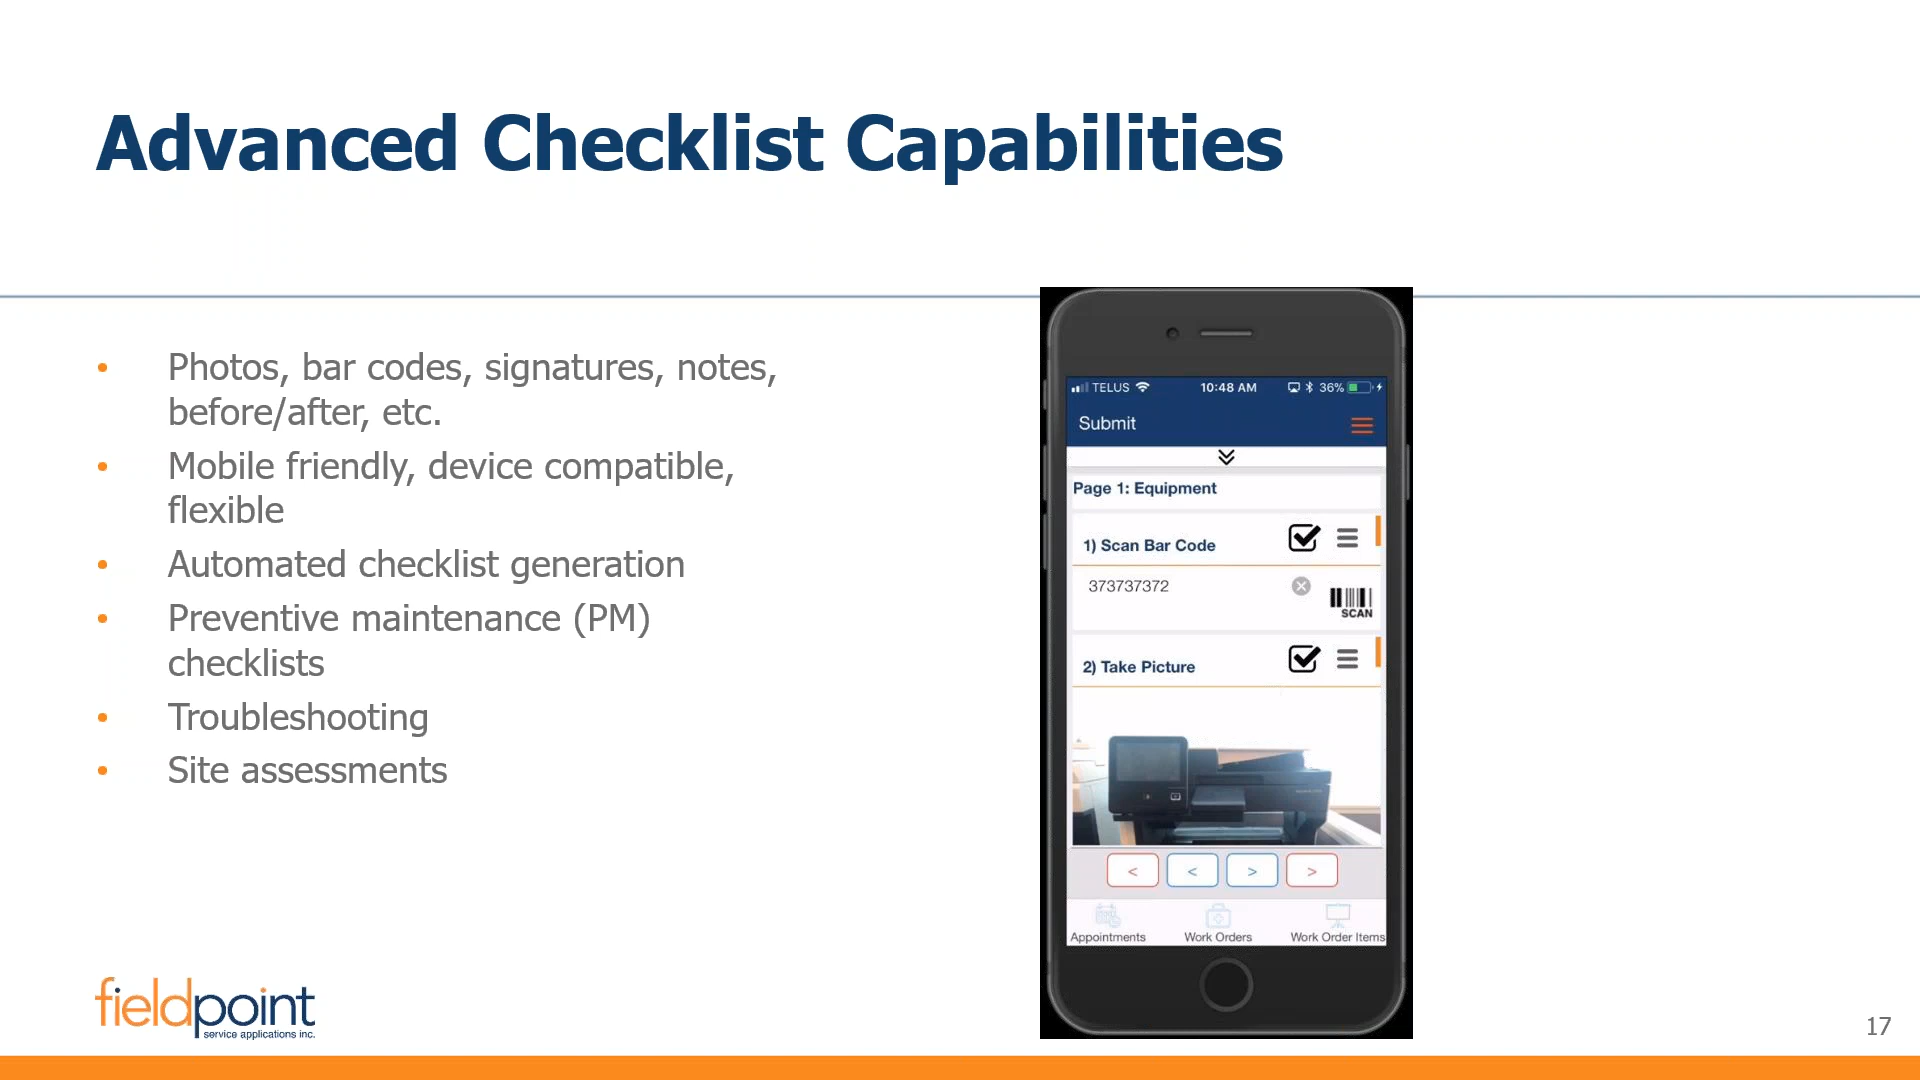 Advanced Checklist Capabilities
• Photos, bar codes, signatures, notes,
before/after, etc.
• Mobile friendly, device compatible,
flexible
• Automated checklist generation
• Preventive maintenance (PM)
checklists
• Troubleshooting
• Site assessments
TELUS 10:48 AM 36%
Submit
Page 1: Equipment
1) Scan Bar Code
373737372
SCAN
2) Take Picture
< < > >
Appointments Work Orders Work Order Items
fieldpoint
service applications inc.
17